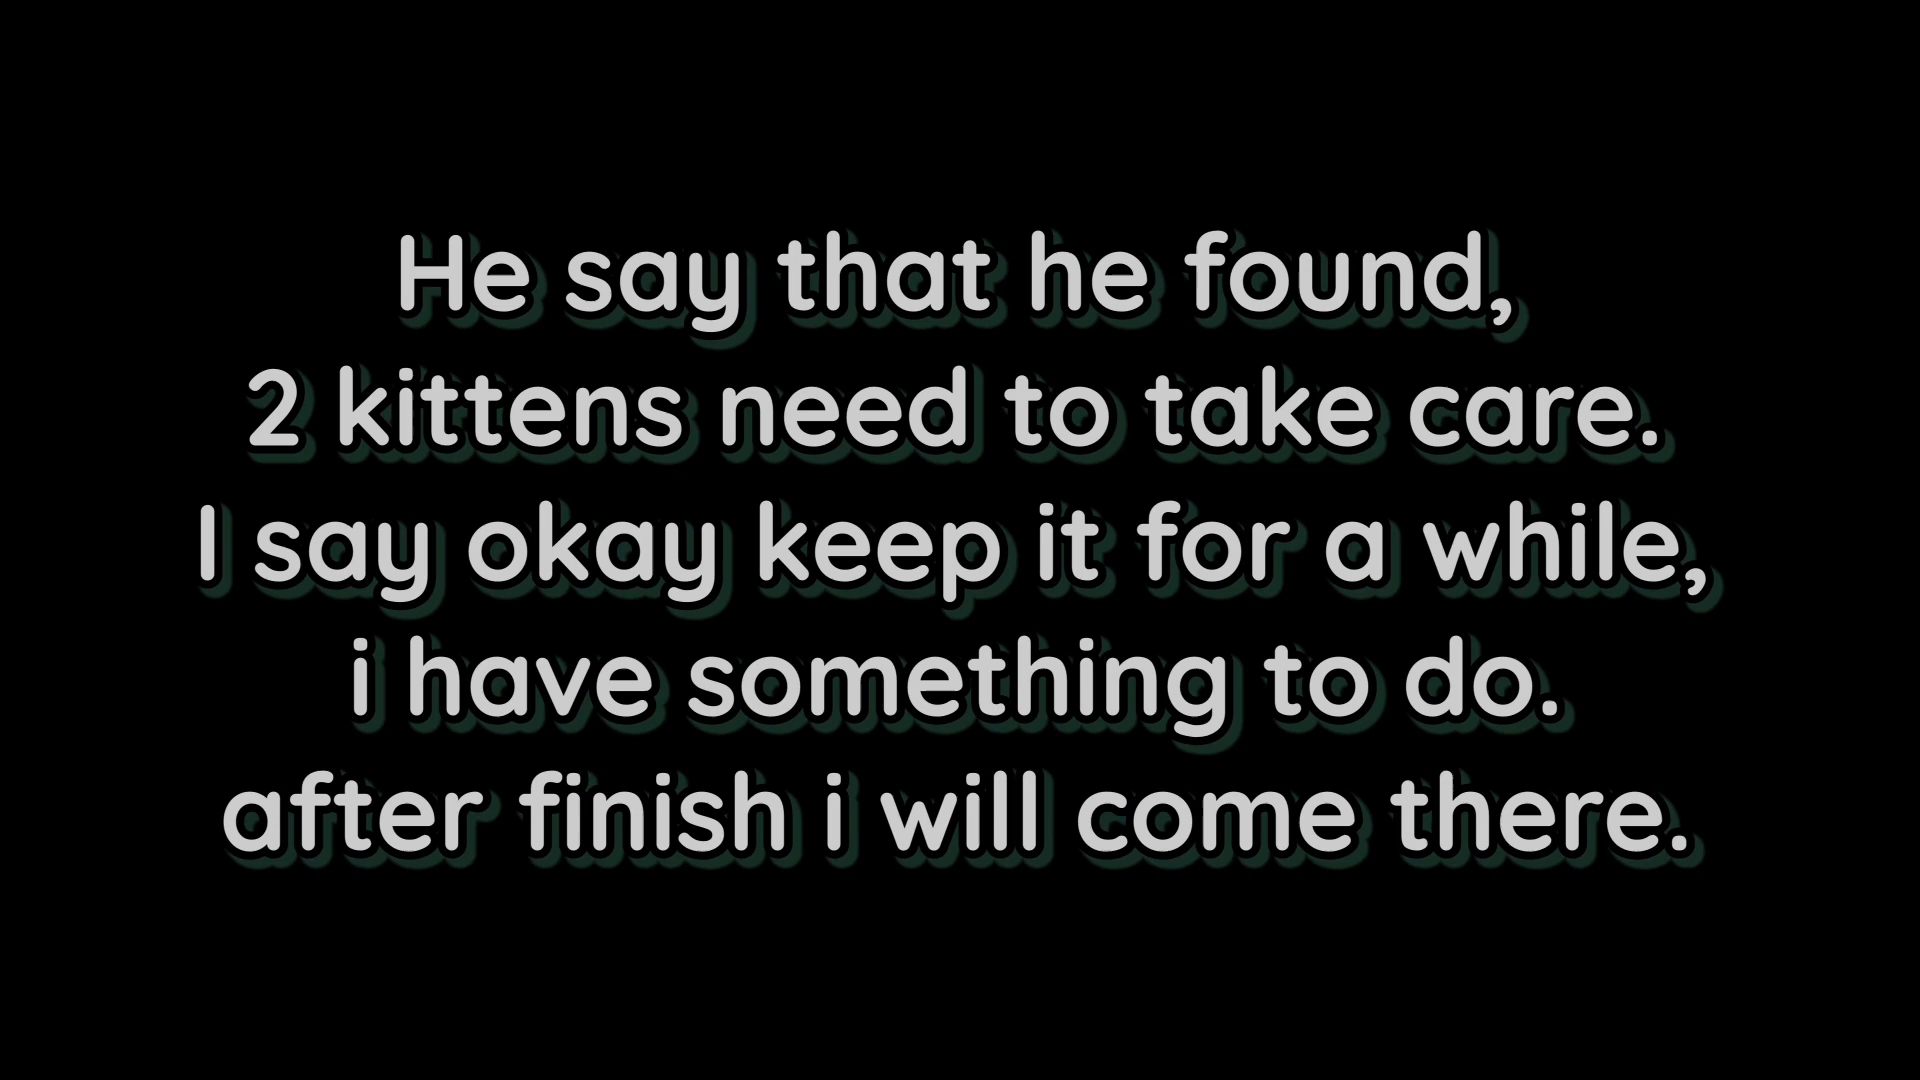 He say that he found,
2 kittens need to take care.
I say okay keep it for a while,
i have something to do.
after finish i will come there.